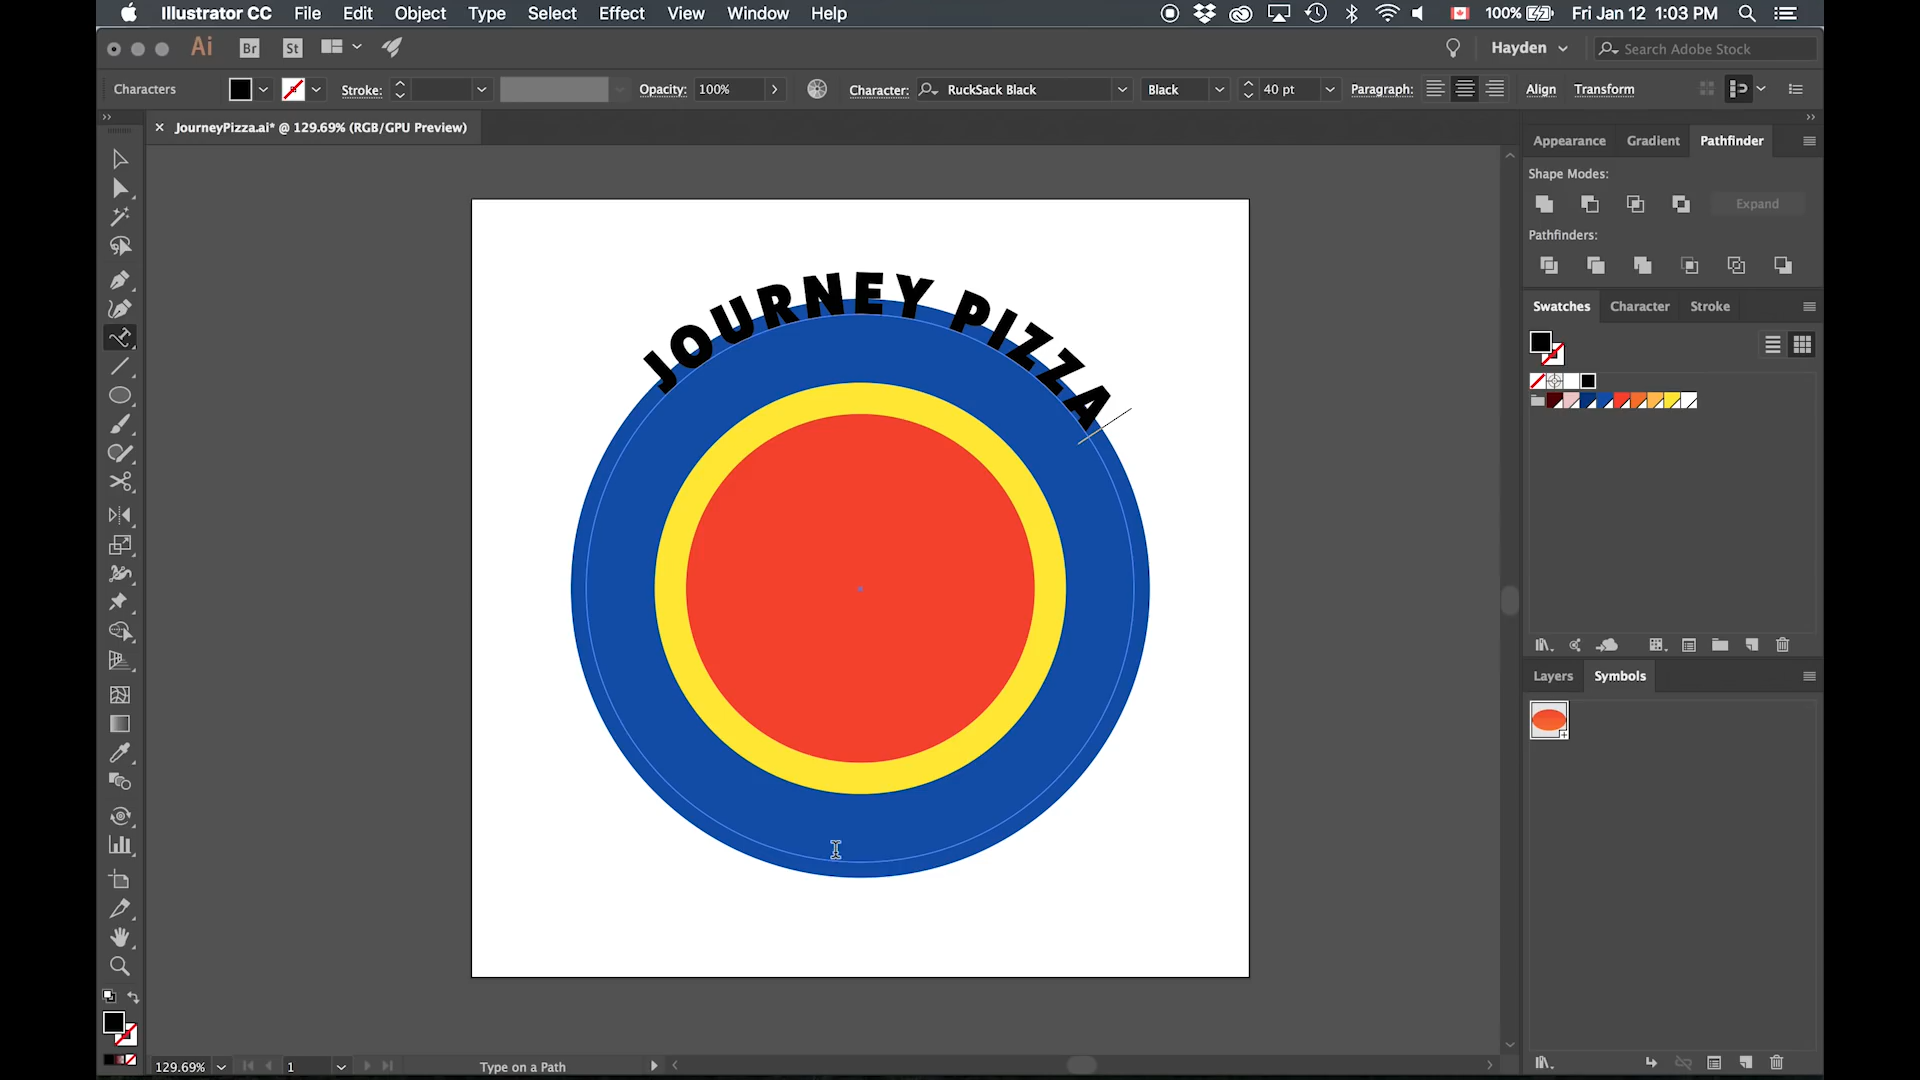 Illustrator CC File Edit Object Type Select Effect View Window Help 100% Fri Jan 12 1:03 PM
Ai Br St Hayden Search Adobe Stock
Characters Stroke: Opacity: 100% Character: RuckSack Black Black 40 pt Paragraph: Align Transform
× JourneyPizza.ai* @ 129.69% (RGB/GPU Preview)
Appearance Gradient Pathfinder
Shape Modes:
Expand
Pathfinders:
Swatches Character Stroke
JOURNEY PIZZA
Layers Symbols
129.69% 1 Type on a Path